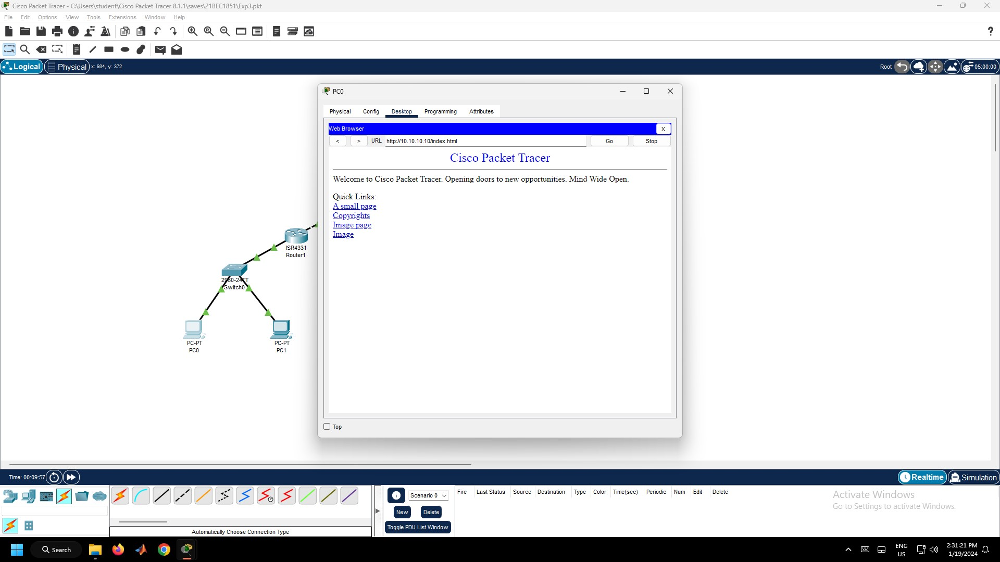 Cisco Packet Tracer - C:\Users\student\Cisco Packet Tracer 8.1.1\saves\21BEC1851\Exp3.pkt
File Edit Options View Tools Extensions Window Help
Logical Physical x: 934, y: 372 Root 05:00:00
PC0
Physical Config Desktop Programming Attributes
Web Browser X
< > URL http://10.10.10.10/index.html Go Stop
Cisco Packet Tracer
Welcome to Cisco Packet Tracer. Opening doors to new opportunities. Mind Wide Open.
Quick Links:
A small page
Copyrights
Image page
Image
ISR4331
Router1
2960-24TT
Switch0
PC-PT
PC0
PC-PT
PC1
Top
Time: 00:09:57 Realtime Simulation
Scenario 0
New Delete
Toggle PDU List Window
Fire Last Status Source Destination Type Color Time(sec) Periodic Num Edit Delete
Activate Windows
Go to Settings to activate Windows.
Automatically Choose Connection Type
Search
ENG
US
2:31:21 PM
1/19/2024